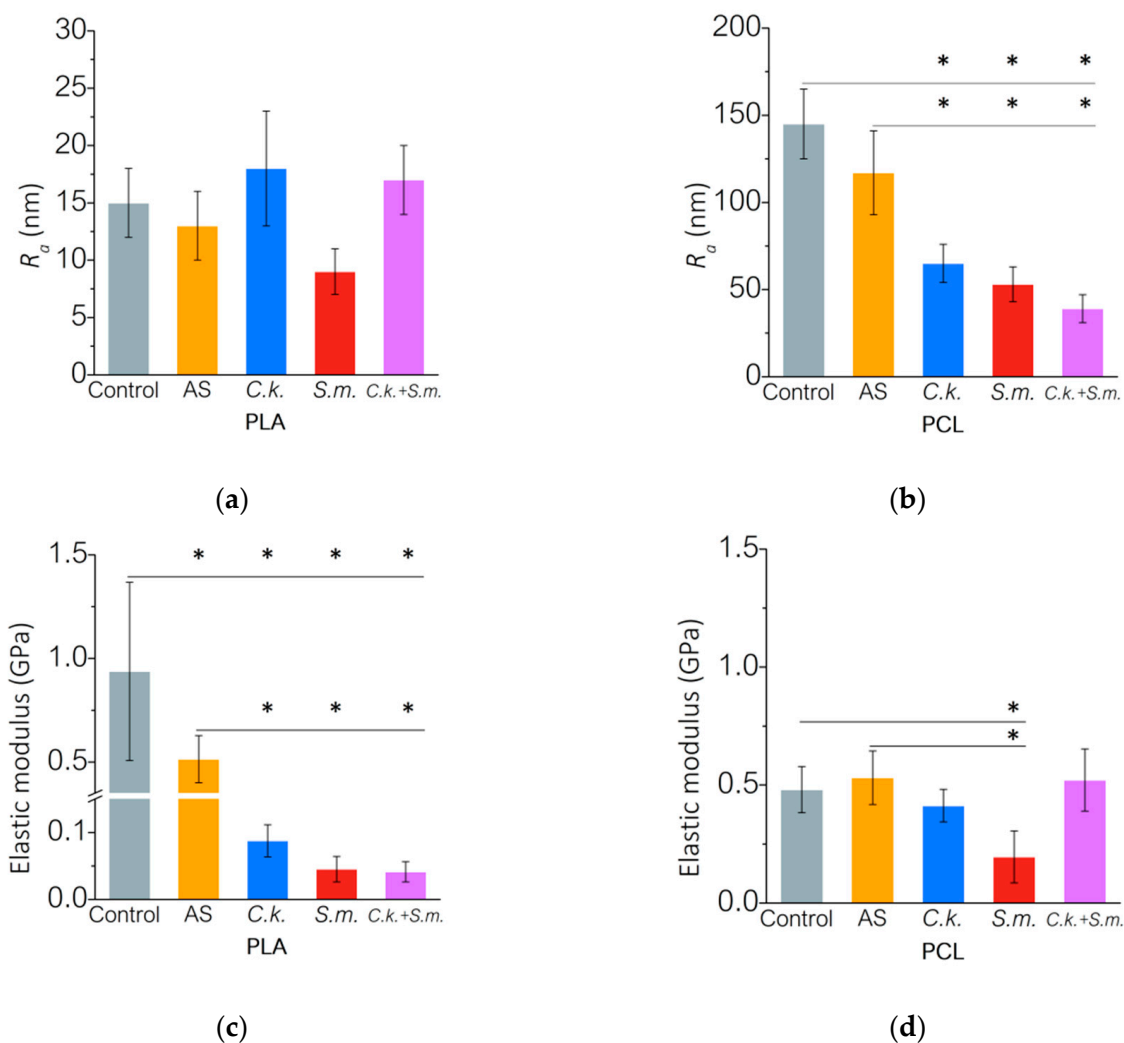 30
25
20
15
10
5
0
R_a (nm)
Control AS C.k. S.m. C.k.+S.m.
PLA
(a)
200
150
100
50
0
R_a (nm)
* * *
* * *
Control AS C.k. S.m. C.k.+S.m.
PCL
(b)
1.5
1.0
0.5
0.1
0.0
Elastic modulus (GPa)
* * * *
* * *
Control AS C.k. S.m. C.k.+S.m.
PLA
(c)
1.5
1.0
0.5
0.0
Elastic modulus (GPa)
*
*
Control AS C.k. S.m. C.k.+S.m.
PCL
(d)